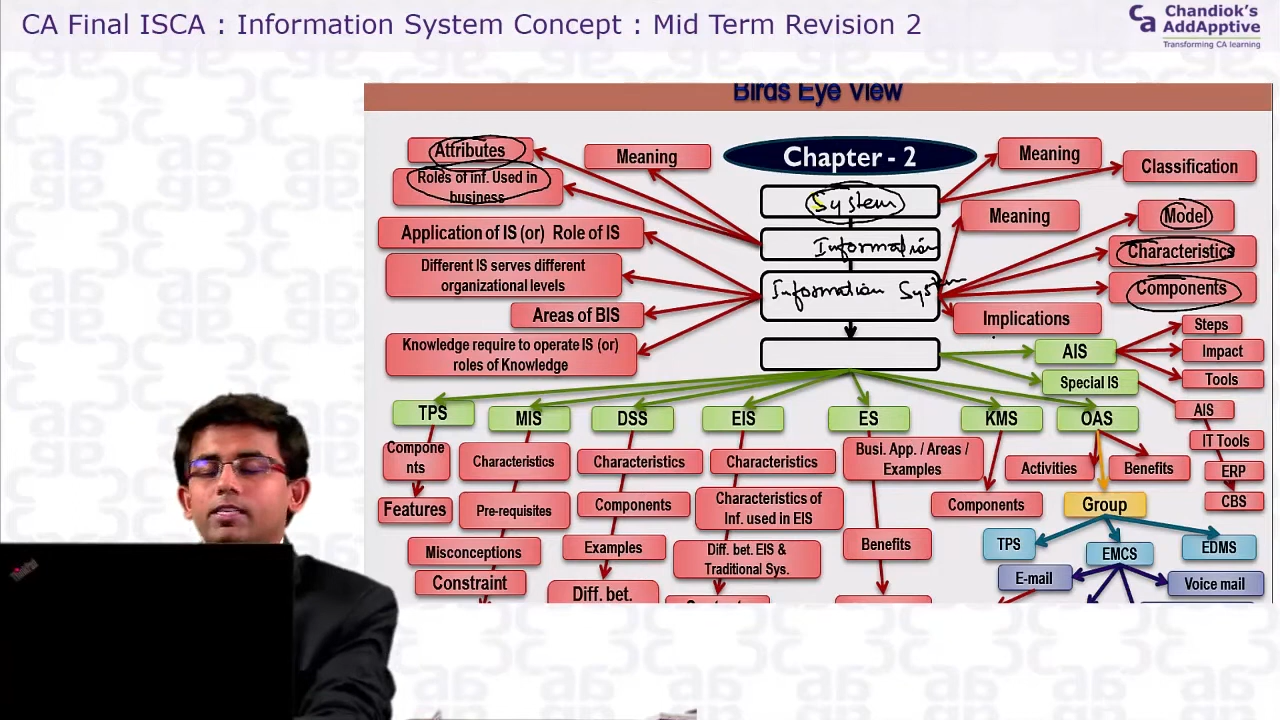 CA Final ISCA : Information System Concept : Mid Term Revision 2
Ca
Chandiok's
AddApptive
Transforming CA learning
Birds Eye View
Chapter - 2
Attributes
Meaning
Roles of inf. Used in
business
System
Meaning
Classification
Information
Meaning
Model
Application of IS (or) Role of IS
Characteristics
Different IS serves different
organizational levels
Information System
Components
Areas of BIS
Implications
Knowledge require to operate IS (or)
roles of Knowledge
AIS
Steps
Impact
Special IS
Tools
TPS
MIS
DSS
EIS
ES
KMS
OAS
AIS
Compone
nts
Characteristics
Characteristics
Characteristics
Busi. App. / Areas /
Examples
Activities
Benefits
IT Tools
ERP
Features
Pre-requisites
Components
Characteristics of
Inf. used in EIS
Components
Group
CBS
Misconceptions
Examples
Diff. bet. EIS &
Traditional Sys.
Benefits
TPS
EMCS
EDMS
Constraint
Diff. bet.
E-mail
Voice mail